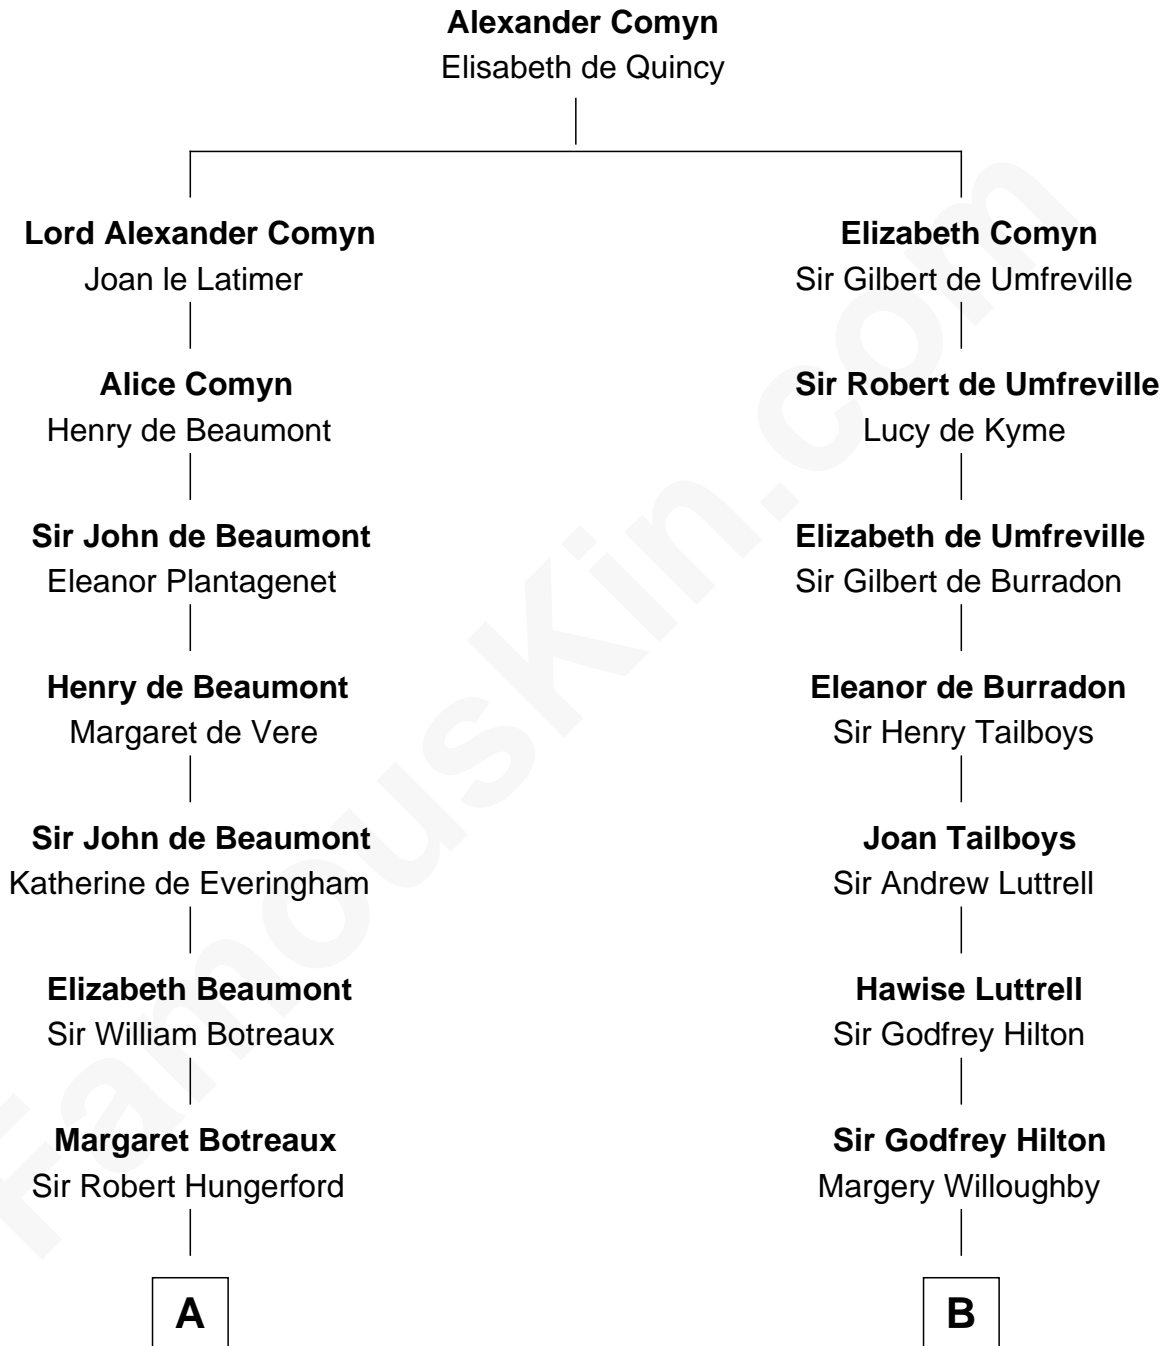 Alexander Comyn
Elisabeth de Quincy
Lord Alexander Comyn
Joan le Latimer
Alice Comyn
Henry de Beaumont
Sir John de Beaumont
Eleanor Plantagenet
Henry de Beaumont
Margaret de Vere
Sir John de Beaumont
Katherine de Everingham
Elizabeth Beaumont
Sir William Botreaux
Margaret Botreaux
Sir Robert Hungerford
A
Elizabeth Comyn
Sir Gilbert de Umfreville
Sir Robert de Umfreville
Lucy de Kyme
Elizabeth de Umfreville
Sir Gilbert de Burradon
Eleanor de Burradon
Sir Henry Tailboys
Joan Tailboys
Sir Andrew Luttrell
Hawise Luttrell
Sir Godfrey Hilton
Sir Godfrey Hilton
Margery Willoughby
B
FamousKin.com